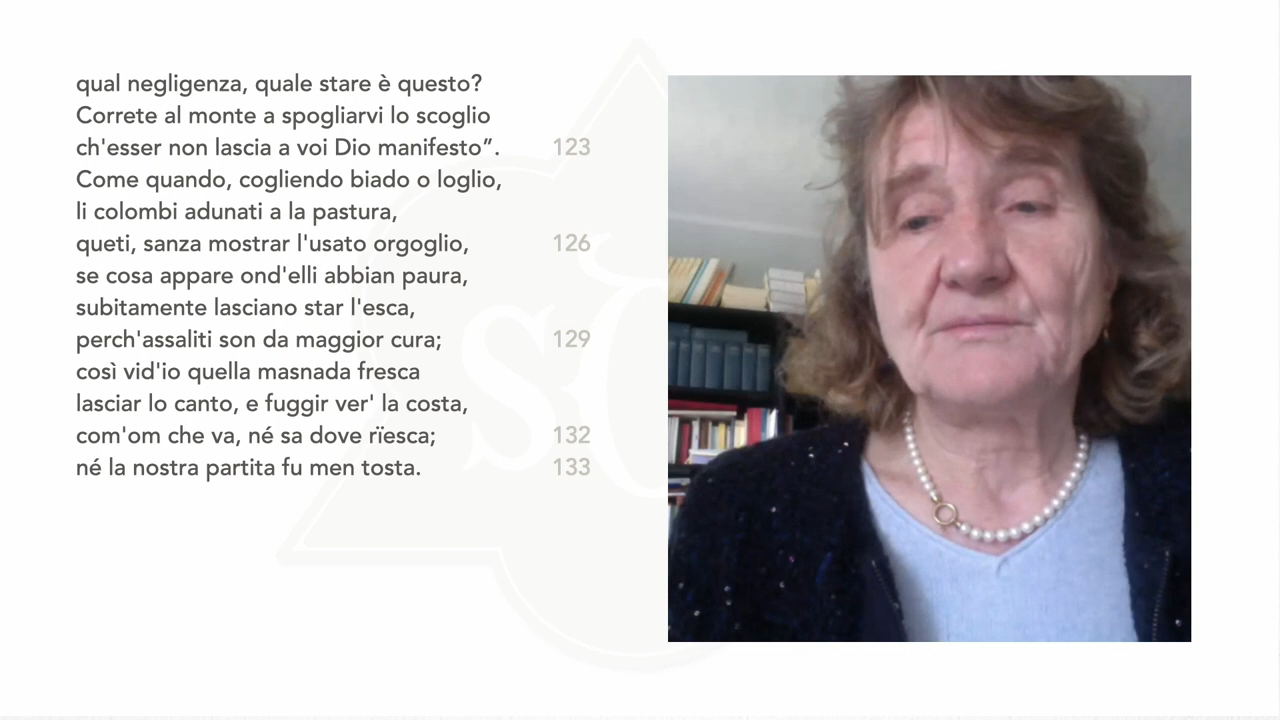 qual negligenza, quale stare è questo?
Correte al monte a spogliarvi lo scoglio
ch'esser non lascia a voi Dio manifesto”. 123
Come quando, cogliendo biado o loglio,
li colombi adunati a la pastura,
queti, sanza mostrar l'usato orgoglio, 126
se cosa appare ond'elli abbian paura,
subitamente lasciano star l'esca,
perch'assaliti son da maggior cura; 129
così vid'io quella masnada fresca
lasciar lo canto, e fuggir ver' la costa,
com'om che va, né sa dove rïesca; 132
né la nostra partita fu men tosta. 133